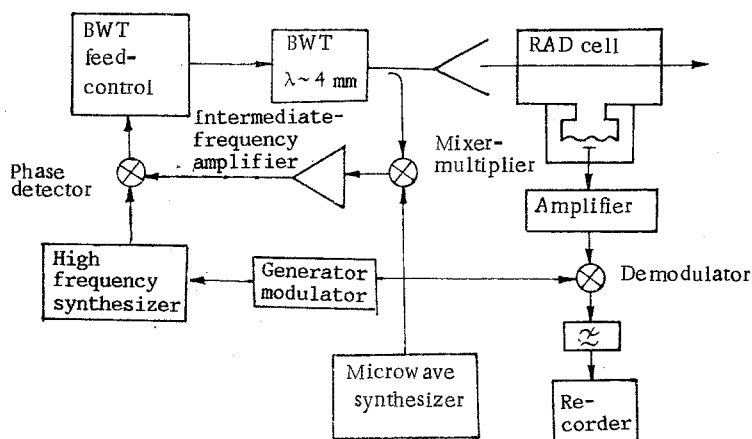 BWT
feed-
control
BWT
λ~4 mm
RAD cell
Intermediate-
frequency
amplifier
Mixer-
multiplier
Phase
detector
Amplifier
High
frequency
synthesizer
Generator
modulator
Demodulator
Microwave
synthesizer
Re-
corder